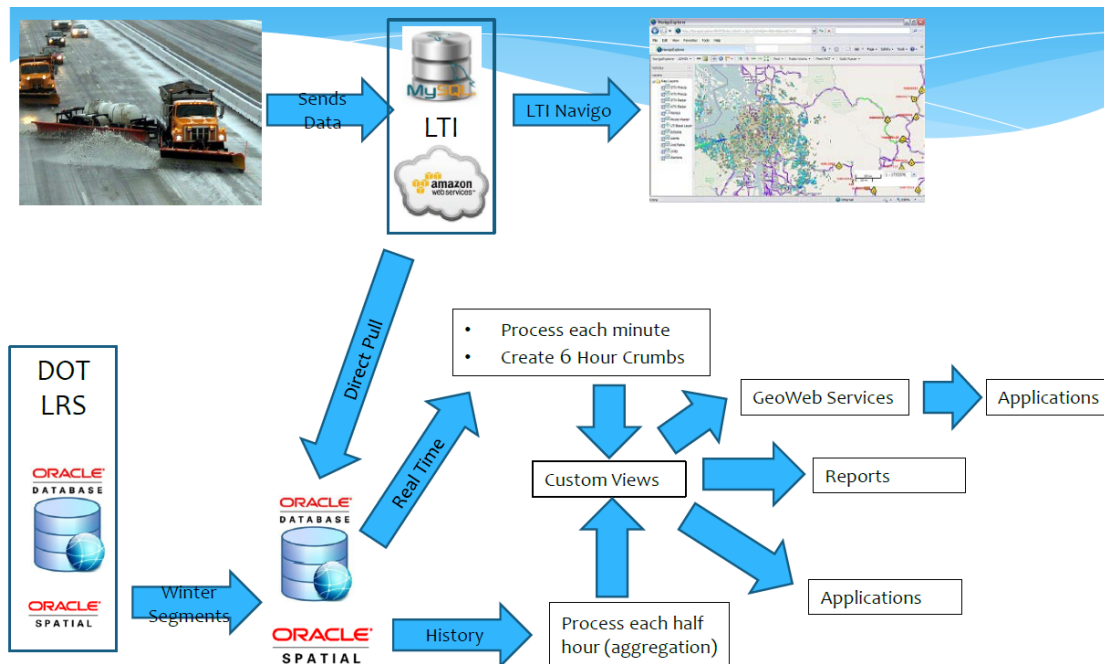 Sends
Data
MySQL
LTI
amazon
web services™
LTI Navigo
Direct Pull
Real Time
• Process each minute
• Create 6 Hour Crumbs
DOT
LRS
ORACLE®
DATABASE
ORACLE®
SPATIAL
Winter
Segments
ORACLE®
DATABASE
ORACLE®
SPATIAL
History
Process each half
hour (aggregation)
Custom Views
GeoWeb Services
Applications
Reports
Applications